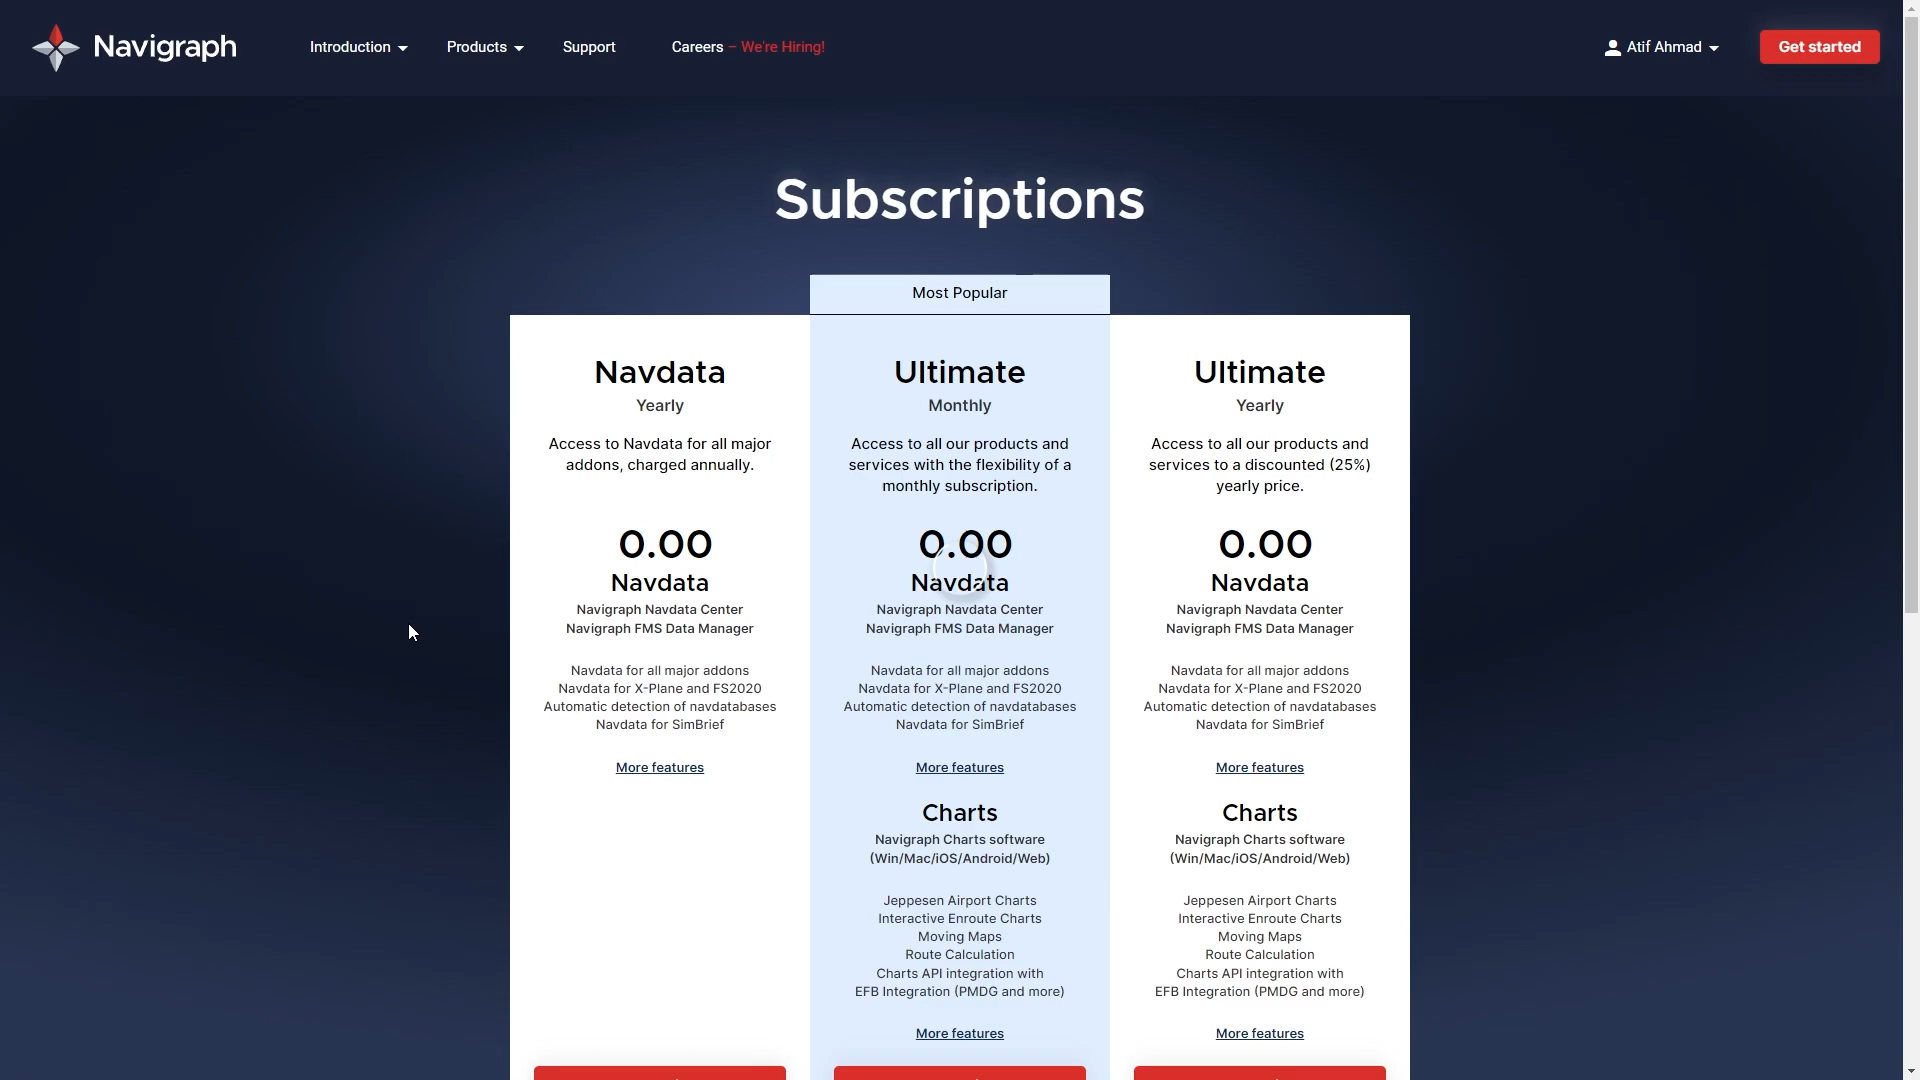 Navigraph
Introduction
Products
Support
Careers – We're Hiring!
Atif Ahmad
Get started
Subscriptions
Most Popular
Navdata
Yearly
Access to Navdata for all major
addons, charged annually.
0.00
Navdata
Navigraph Navdata Center
Navigraph FMS Data Manager
Navdata for all major addons
Navdata for X-Plane and FS2020
Automatic detection of navdatabases
Navdata for SimBrief
More features
Ultimate
Monthly
Access to all our products and
services with the flexibility of a
monthly subscription.
0.00
Navdata
Navigraph Navdata Center
Navigraph FMS Data Manager
Navdata for all major addons
Navdata for X-Plane and FS2020
Automatic detection of navdatabases
Navdata for SimBrief
More features
Charts
Navigraph Charts software
(Win/Mac/iOS/Android/Web)
Jeppesen Airport Charts
Interactive Enroute Charts
Moving Maps
Route Calculation
Charts API integration with
EFB Integration (PMDG and more)
More features
Ultimate
Yearly
Access to all our products and
services to a discounted (25%)
yearly price.
0.00
Navdata
Navigraph Navdata Center
Navigraph FMS Data Manager
Navdata for all major addons
Navdata for X-Plane and FS2020
Automatic detection of navdatabases
Navdata for SimBrief
More features
Charts
Navigraph Charts software
(Win/Mac/iOS/Android/Web)
Jeppesen Airport Charts
Interactive Enroute Charts
Moving Maps
Route Calculation
Charts API integration with
EFB Integration (PMDG and more)
More features